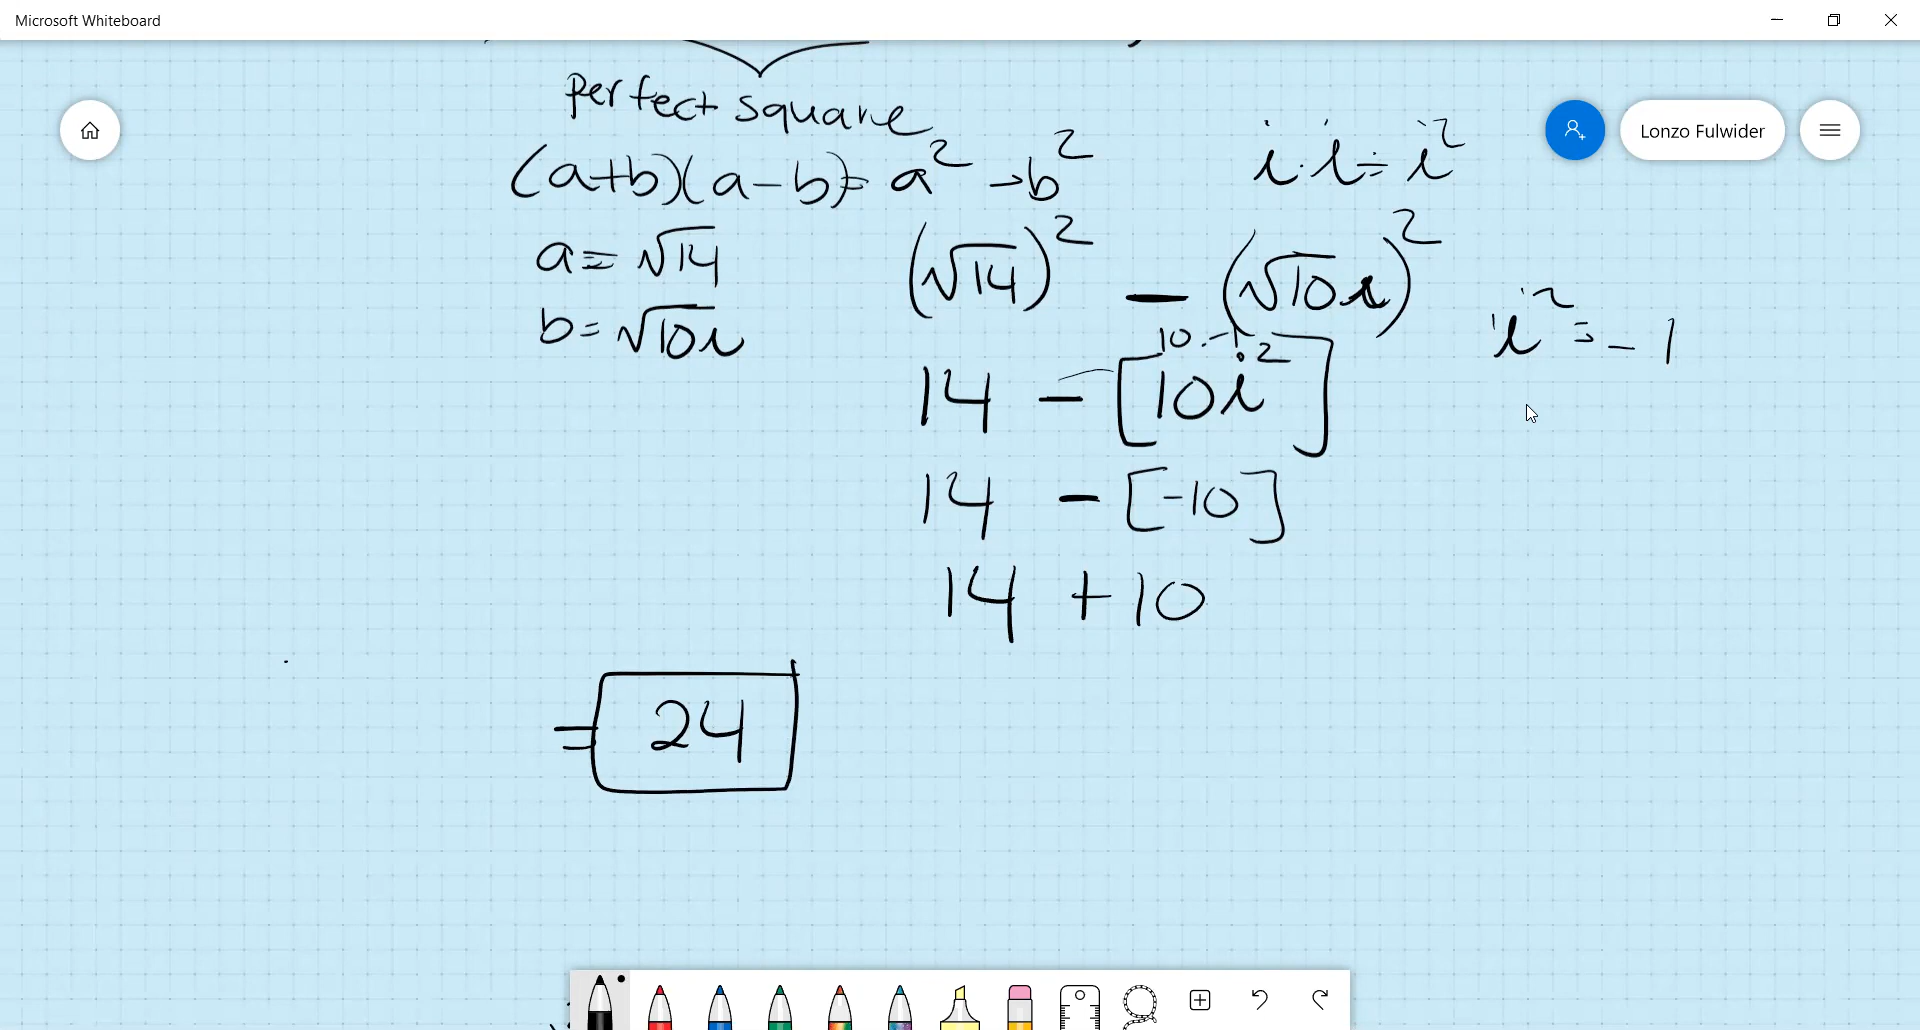 Microsoft Whiteboard
perfect square
(a+b)(a-b)= a² - b²
i · i = i²
Lonzo Fulwider
a = √14
(√14)² - (√10i)²
b = √10i
i² = -1
10 · -1
14 - [10i²]
14 - [-10]
14 + 10
= 24